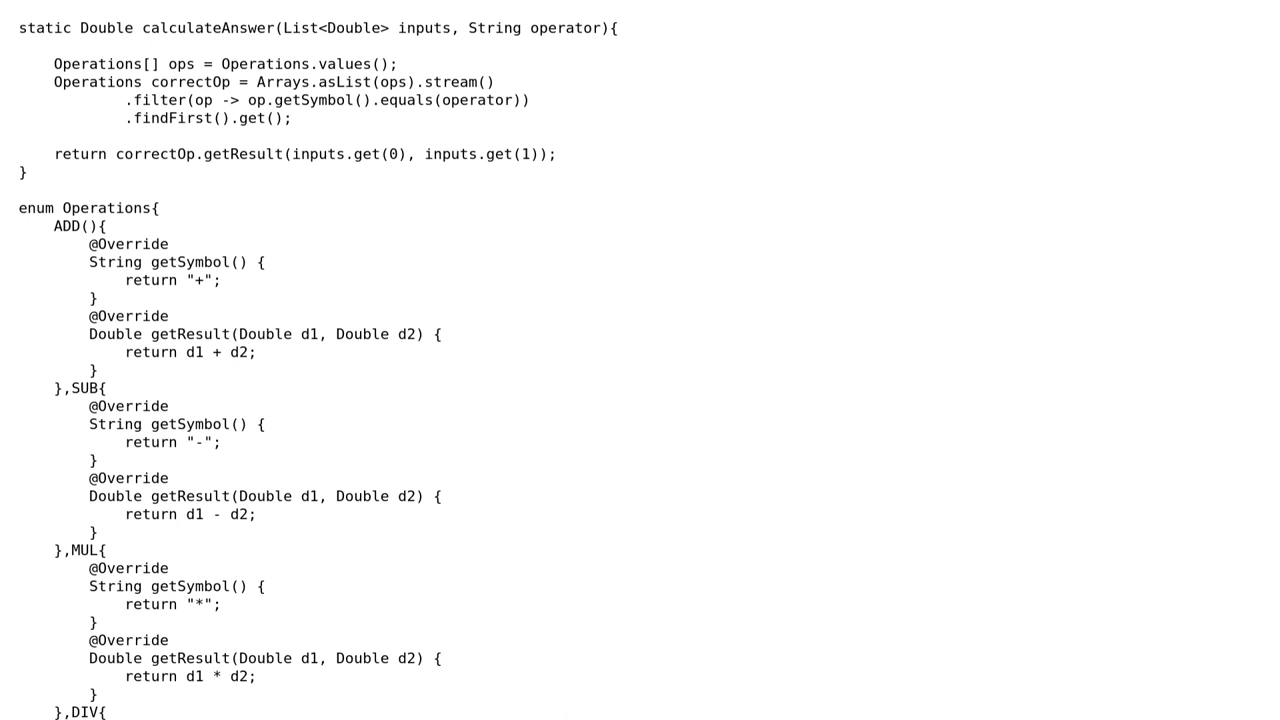 static Double calculateAnswer(List<Double> inputs, String operator){

    Operations[] ops = Operations.values();
    Operations correctOp = Arrays.asList(ops).stream()
            .filter(op -> op.getSymbol().equals(operator))
            .findFirst().get();

    return correctOp.getResult(inputs.get(0), inputs.get(1));
}

enum Operations{
    ADD(){
        @Override
        String getSymbol() {
            return "+";
        }
        @Override
        Double getResult(Double d1, Double d2) {
            return d1 + d2;
        }
    },SUB{
        @Override
        String getSymbol() {
            return "-";
        }
        @Override
        Double getResult(Double d1, Double d2) {
            return d1 - d2;
        }
    },MUL{
        @Override
        String getSymbol() {
            return "*";
        }
        @Override
        Double getResult(Double d1, Double d2) {
            return d1 * d2;
        }
    },DIV{